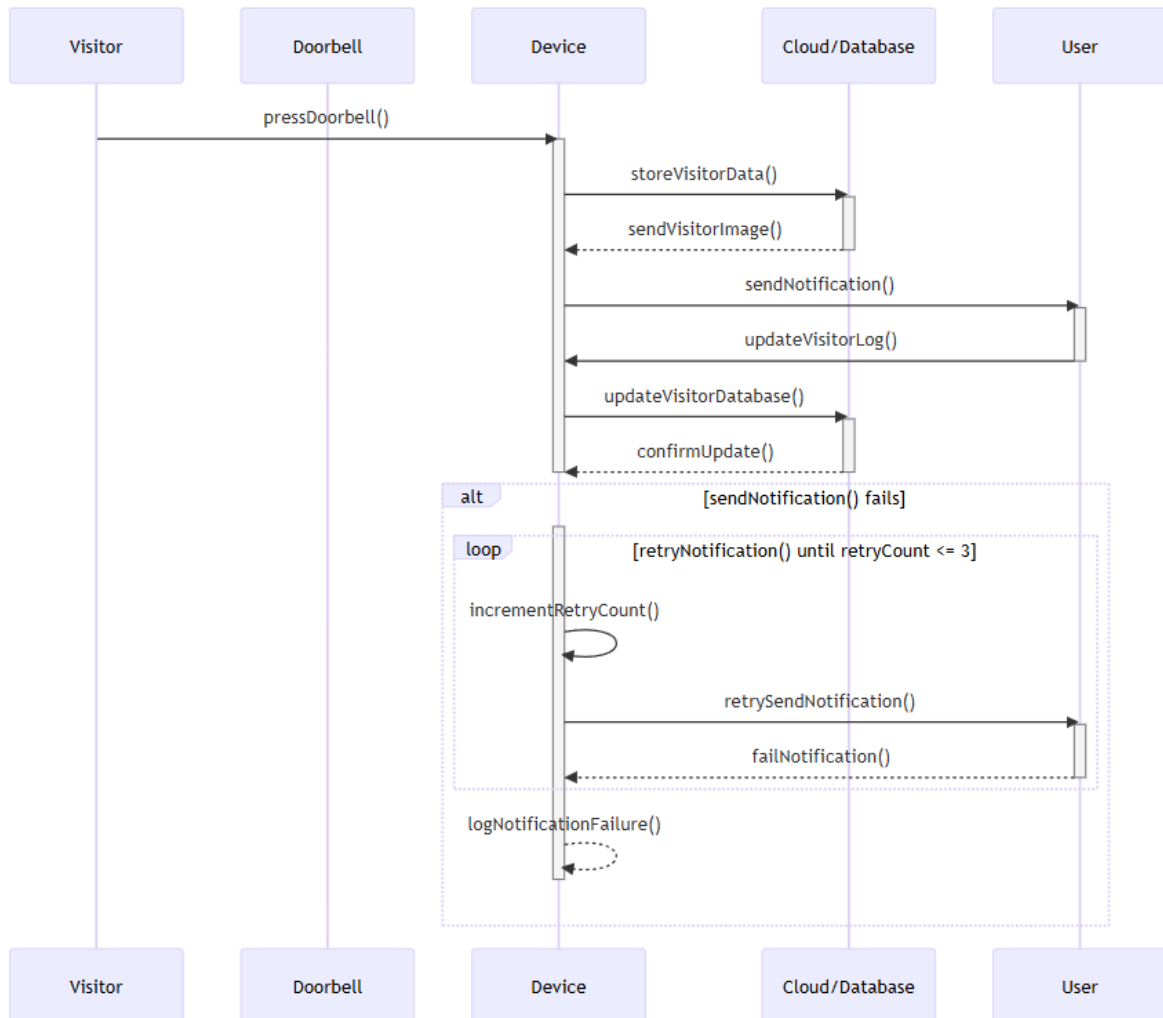 Visitor
Doorbell
Device
Cloud/Database
User
pressDoorbell()
storeVisitorData()
sendVisitorImage()
sendNotification()
updateVisitorLog()
updateVisitorDatabase()
confirmUpdate()
alt
[sendNotification() fails]
loop
[retryNotification() until retryCount <= 3]
incrementRetryCount()
retrySendNotification()
failNotification()
logNotificationFailure()
Visitor
Doorbell
Device
Cloud/Database
User